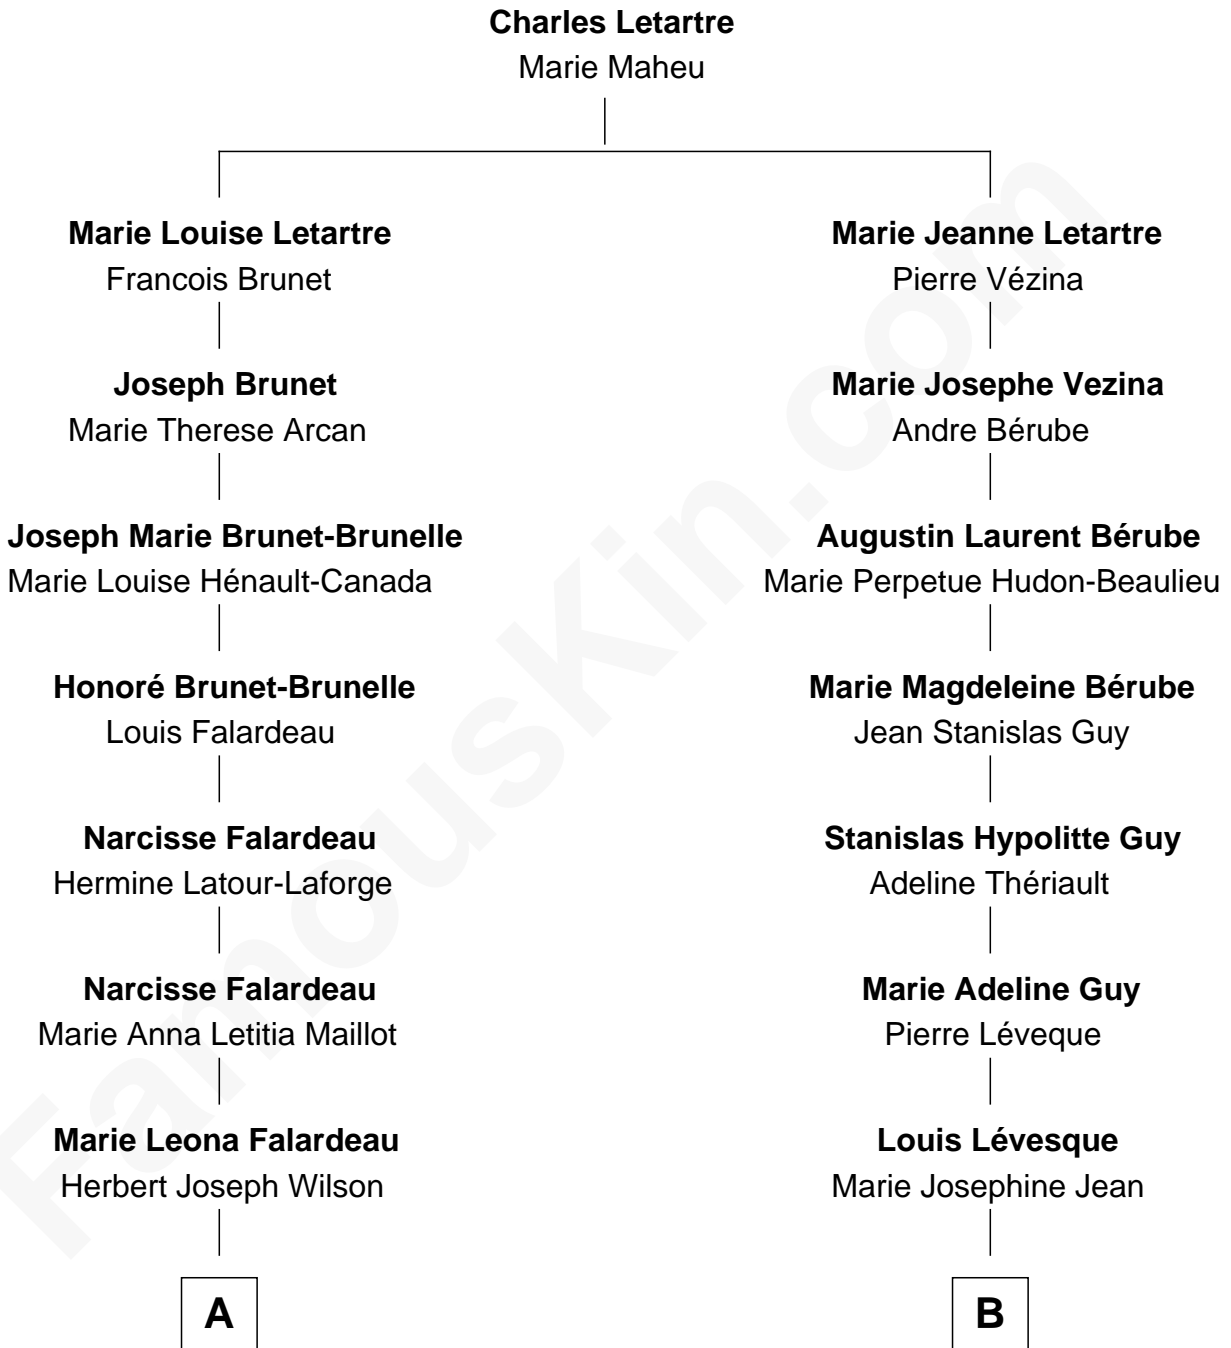 Charles Letartre
Marie Maheu
Marie Louise Letartre
Francois Brunet
Marie Jeanne Letartre
Pierre Vézina
Joseph Brunet
Marie Therese Arcan
Marie Josephe Vezina
Andre Bérube
Joseph Marie Brunet-Brunelle
Marie Louise Hénault-Canada
Augustin Laurent Bérube
Marie Perpetue Hudon-Beaulieu
Honoré Brunet-Brunelle
Louis Falardeau
Marie Magdeleine Bérube
Jean Stanislas Guy
Narcisse Falardeau
Hermine Latour-Laforge
Stanislas Hypolitte Guy
Adeline Thériault
Narcisse Falardeau
Marie Anna Letitia Maillot
Marie Adeline Guy
Pierre Léveque
Marie Leona Falardeau
Herbert Joseph Wilson
Louis Lévesque
Marie Josephine Jean
A
B
FamousKin.com